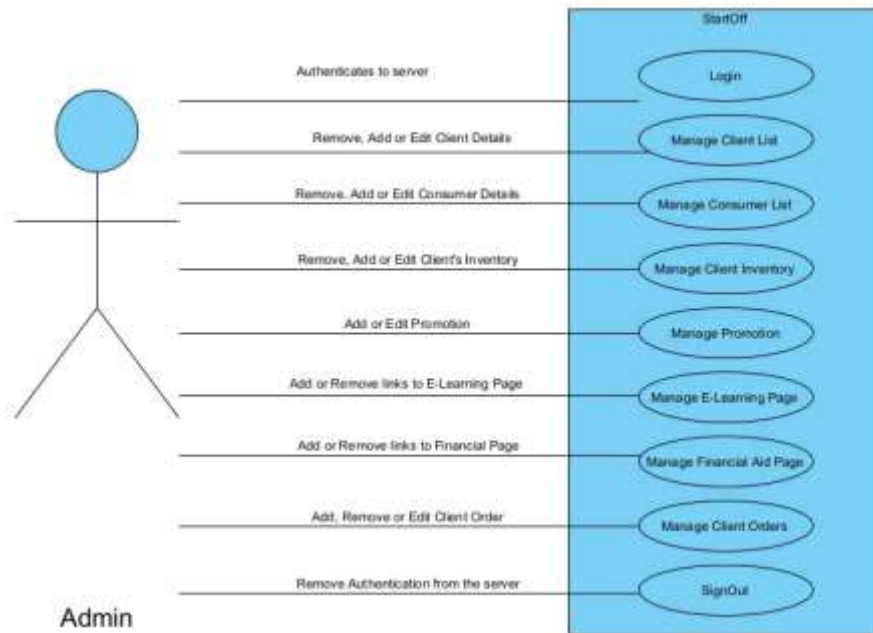 StartOff
Authenticates to server
Login
Remove, Add or Edit Client Details
Manage Client List
Remove, Add or Edit Consumer Details
Manage Consumer List
Remove, Add or Edit Client's Inventory
Manage Client Inventory
Add or Edit Promotion
Manage Promotion
Add or Remove links to E-Learning Page
Manage E-Learning Page
Add or Remove links to Financial Page
Manage Financial Aid Page
Add, Remove or Edit Client Order
Manage Client Orders
Remove Authentication from the server
SignOut
Admin